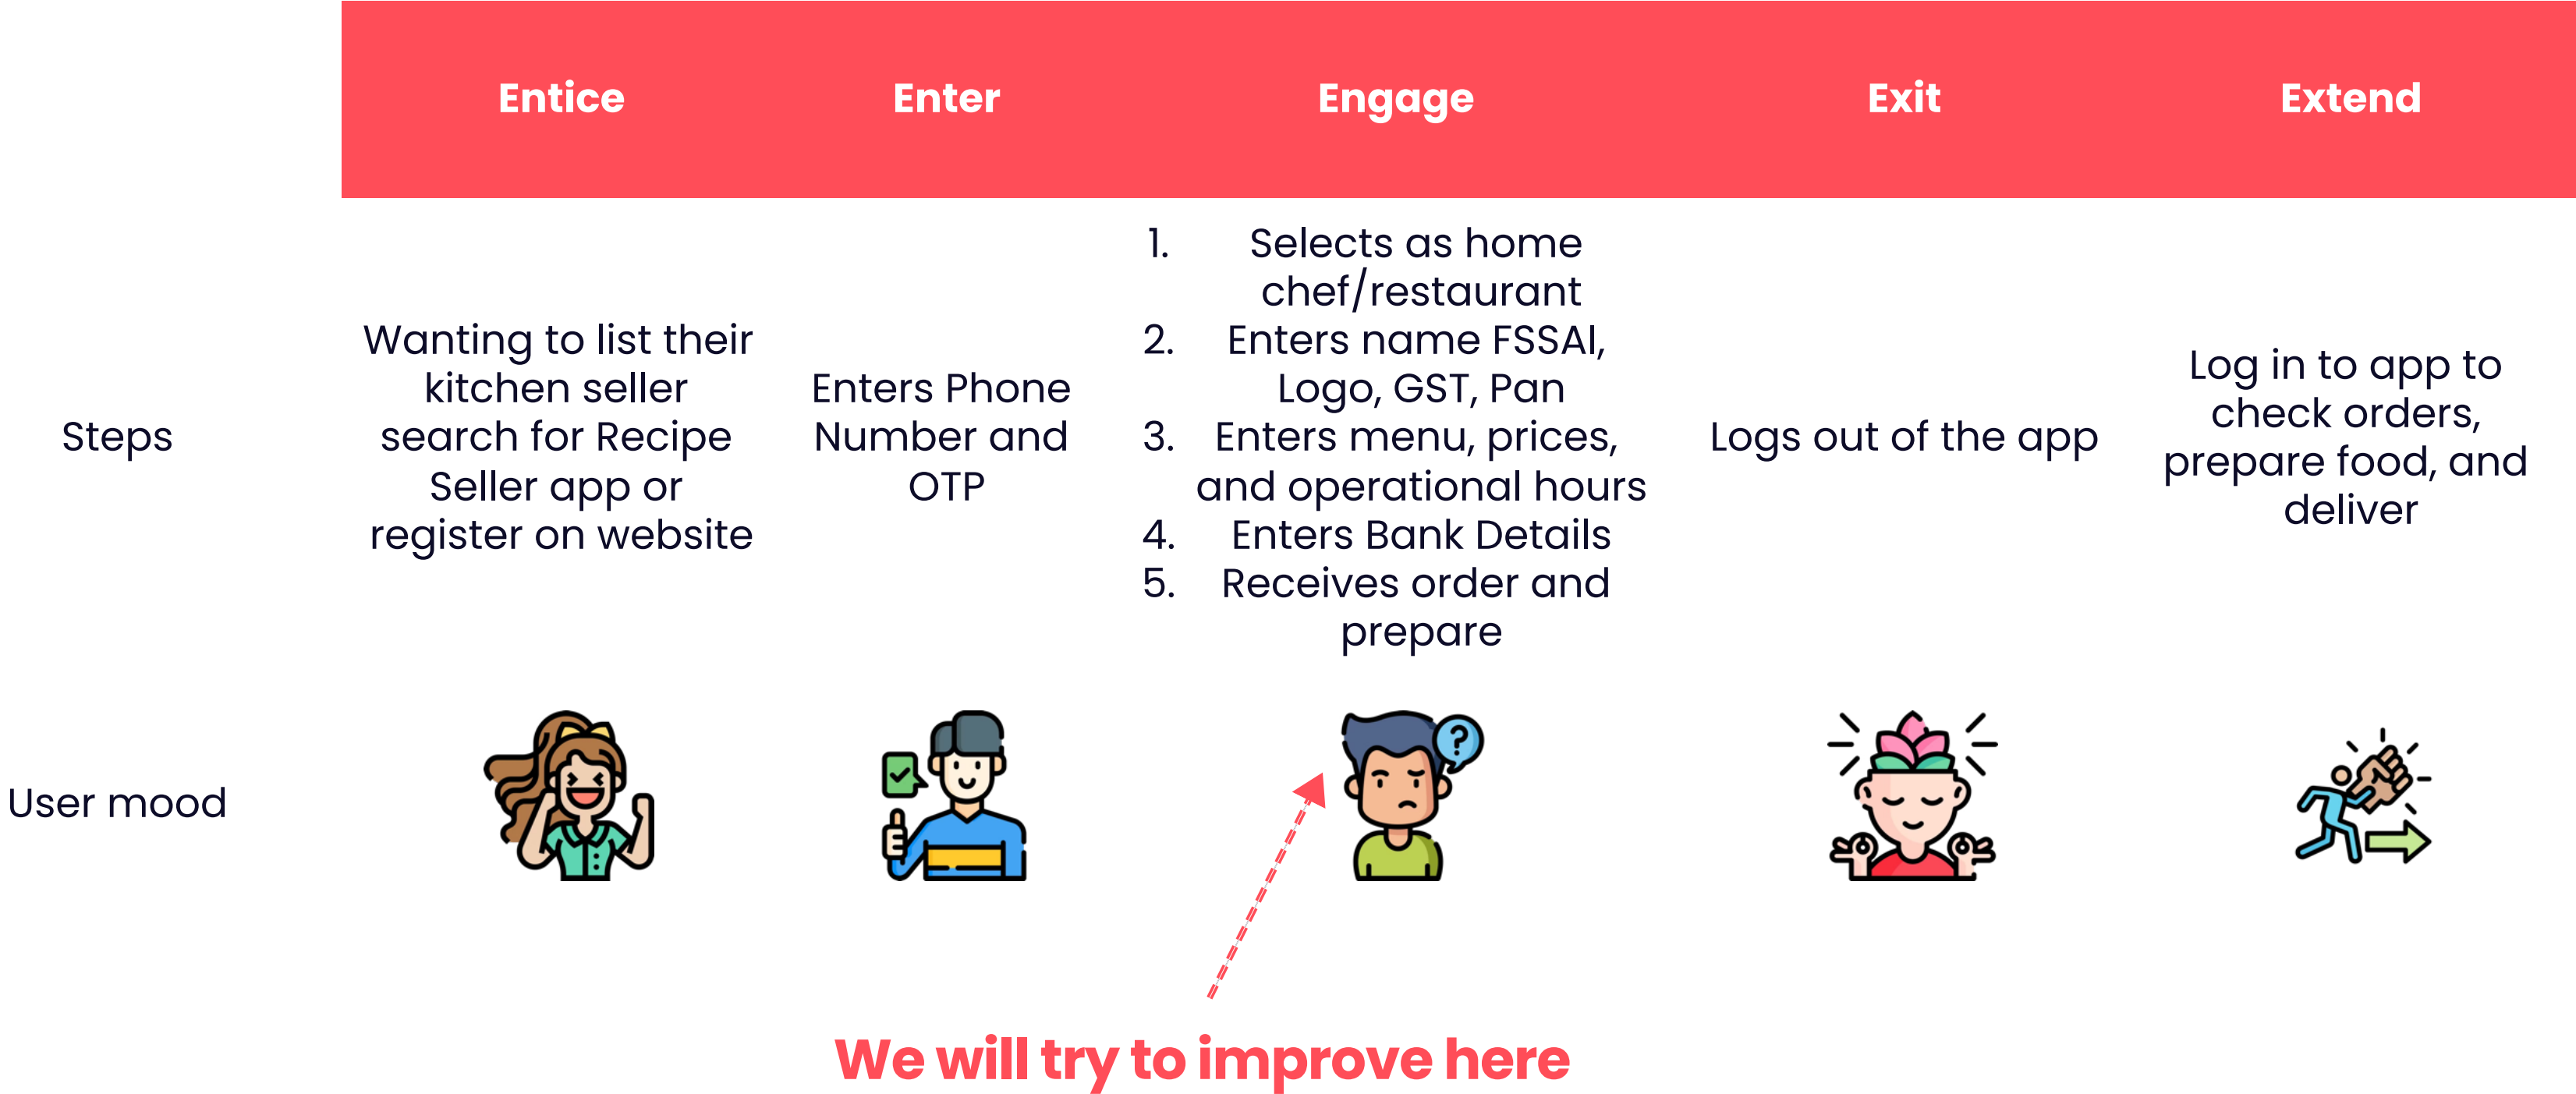 Entice
Enter
Engage
Exit
Extend
Steps
Wanting to list their
kitchen seller
search for Recipe
Seller app or
register on website
Enters Phone
Number and
OTP
1. Selects as home
chef/restaurant
2. Enters name FSSAI,
Logo, GST, Pan
3. Enters menu, prices,
and operational hours
4. Enters Bank Details
5. Receives order and
prepare
Logs out of the app
Log in to app to
check orders,
prepare food, and
deliver
User mood
?
We will try to improve here